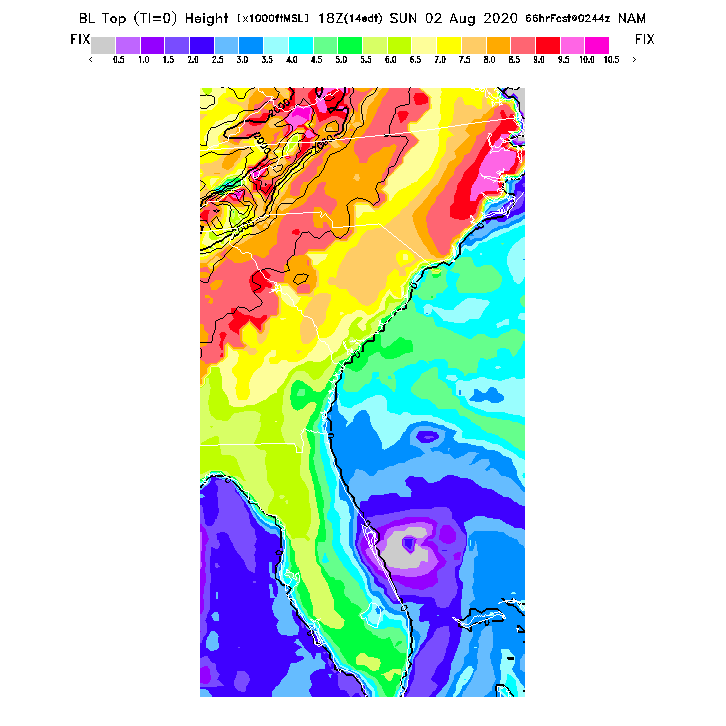 BL Top (TI=0) Height [x1000ftMSL] 18Z(14edt) SUN 02 Aug 2020 66hrFcst@0244z NAM
FIX FIX
< 0.5 1.0 1.5 2.0 2.5 3.0 3.5 4.0 4.5 5.0 5.5 6.0 6.5 7.0 7.5 8.0 8.5 9.0 9.5 10.0 10.5 >
2000
2000
2000